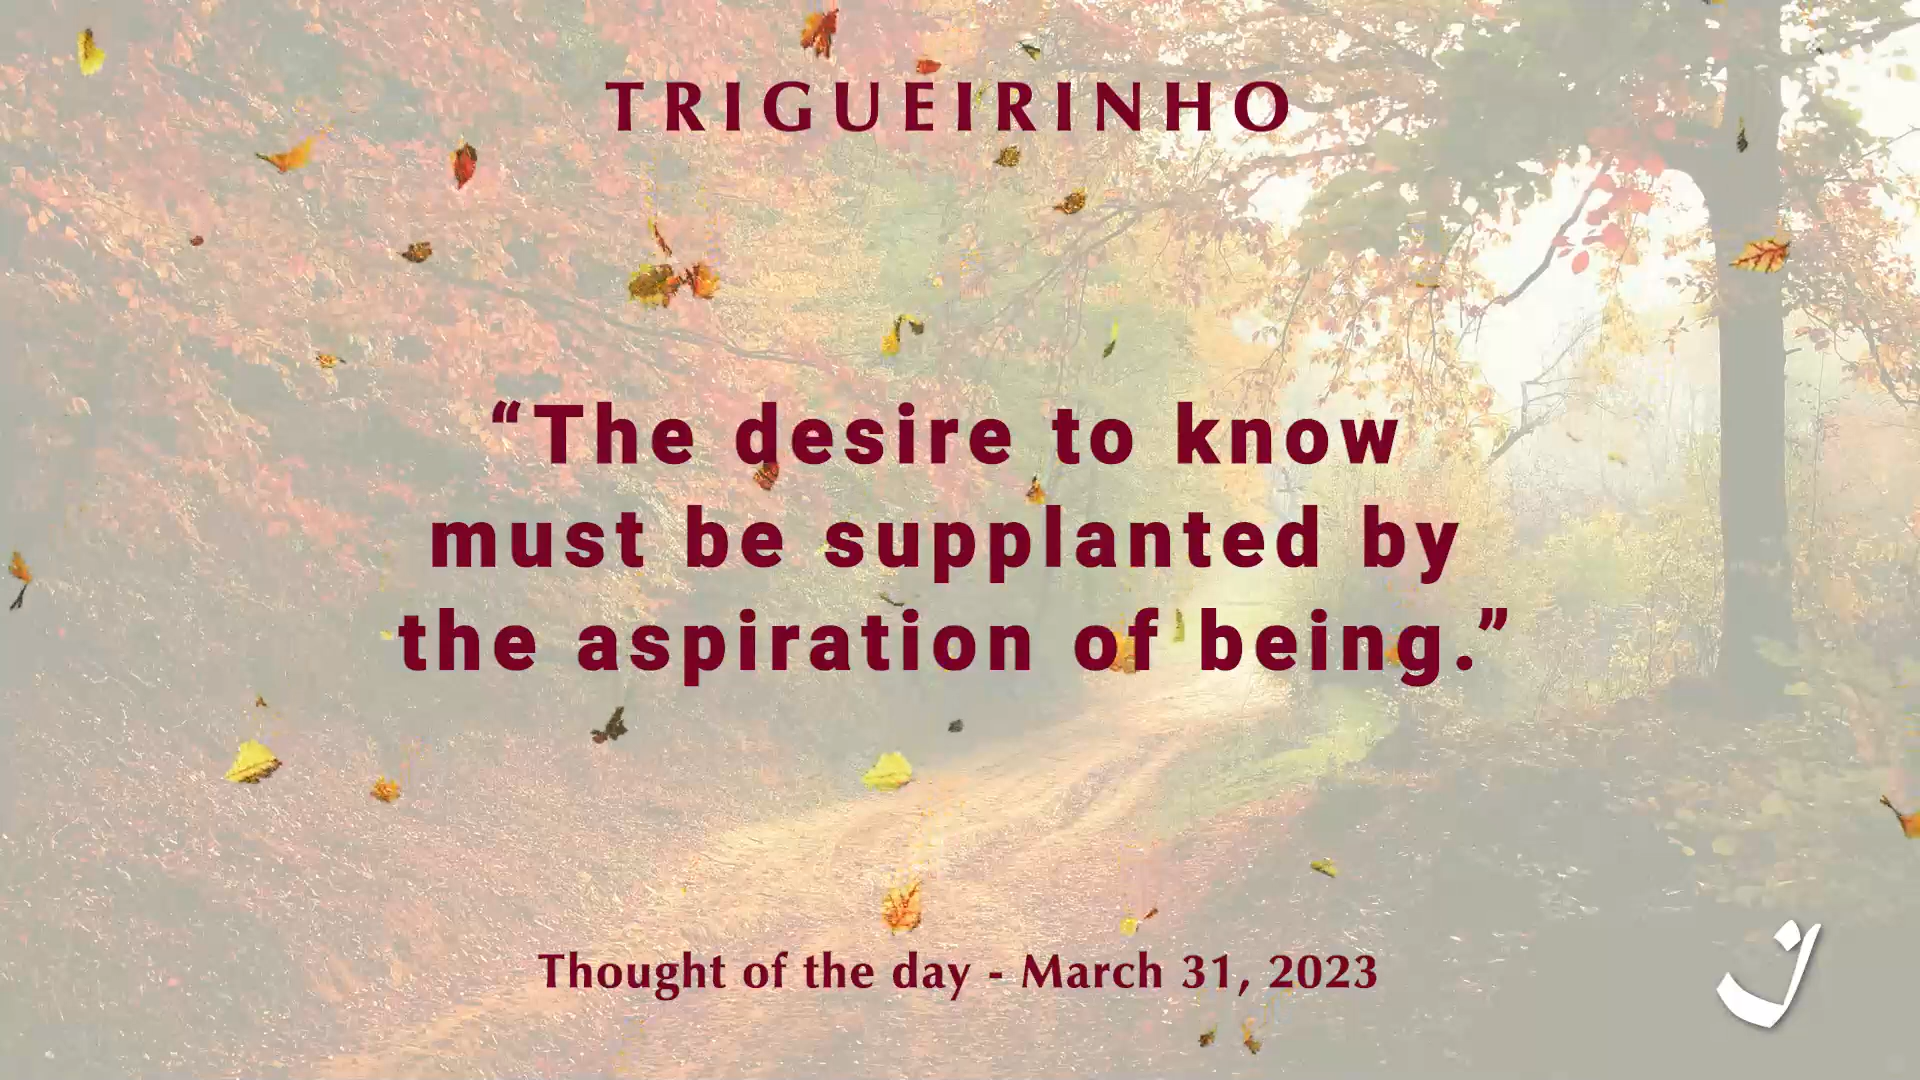 TRIGUEIRINHO
“The desire to know
must be supplanted by
the aspiration of being.”
Thought of the day - March 31, 2023